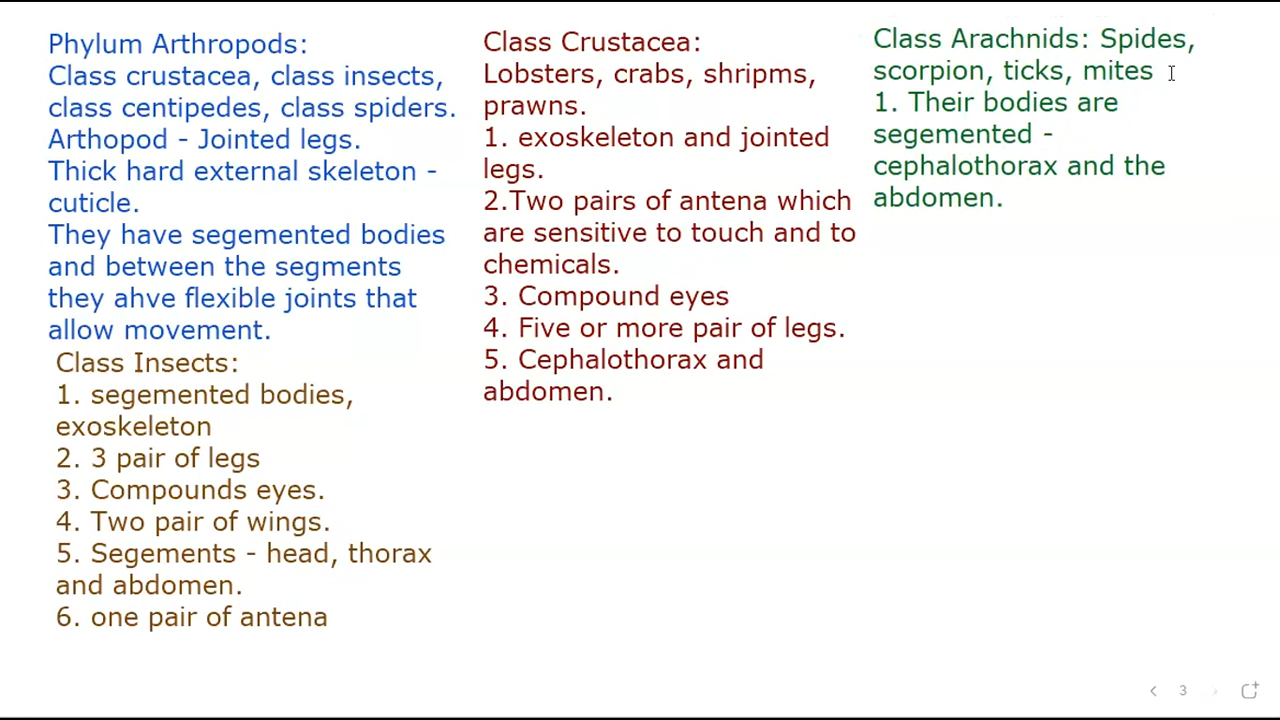 Phylum Arthropods:
Class crustacea, class insects,
class centipedes, class spiders.
Arthopod - Jointed legs.
Thick hard external skeleton -
cuticle.
They have segemented bodies
and between the segments
they ahve flexible joints that
allow movement.
Class Insects:
1. segemented bodies,
exoskeleton
2. 3 pair of legs
3. Compounds eyes.
4. Two pair of wings.
5. Segements - head, thorax
and abdomen.
6. one pair of antena
Class Crustacea:
Lobsters, crabs, shripms,
prawns.
1. exoskeleton and jointed
legs.
2.Two pairs of antena which
are sensitive to touch and to
chemicals.
3. Compound eyes
4. Five or more pair of legs.
5. Cephalothorax and
abdomen.
Class Arachnids: Spides,
scorpion, ticks, mites
1. Their bodies are
segemented -
cephalothorax and the
abdomen.
3